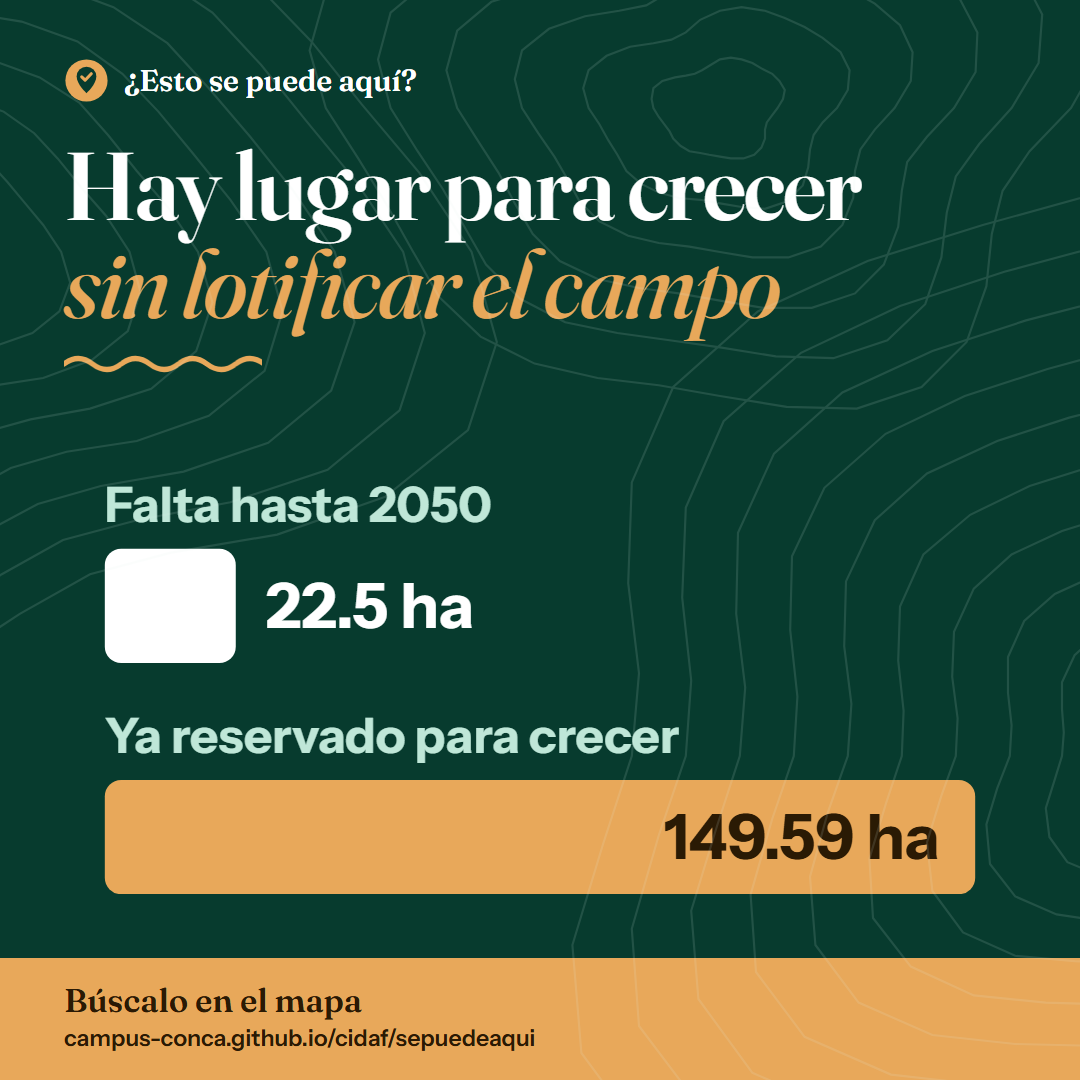 ¿Esto se puede aquí?
Hay lugar para crecer
sin lotificar el campo
Falta hasta 2050
22.5 ha
Ya reservado para crecer
149.59 ha
Búscalo en el mapa
campus-conca.github.io/cidaf/sepuedeaqui